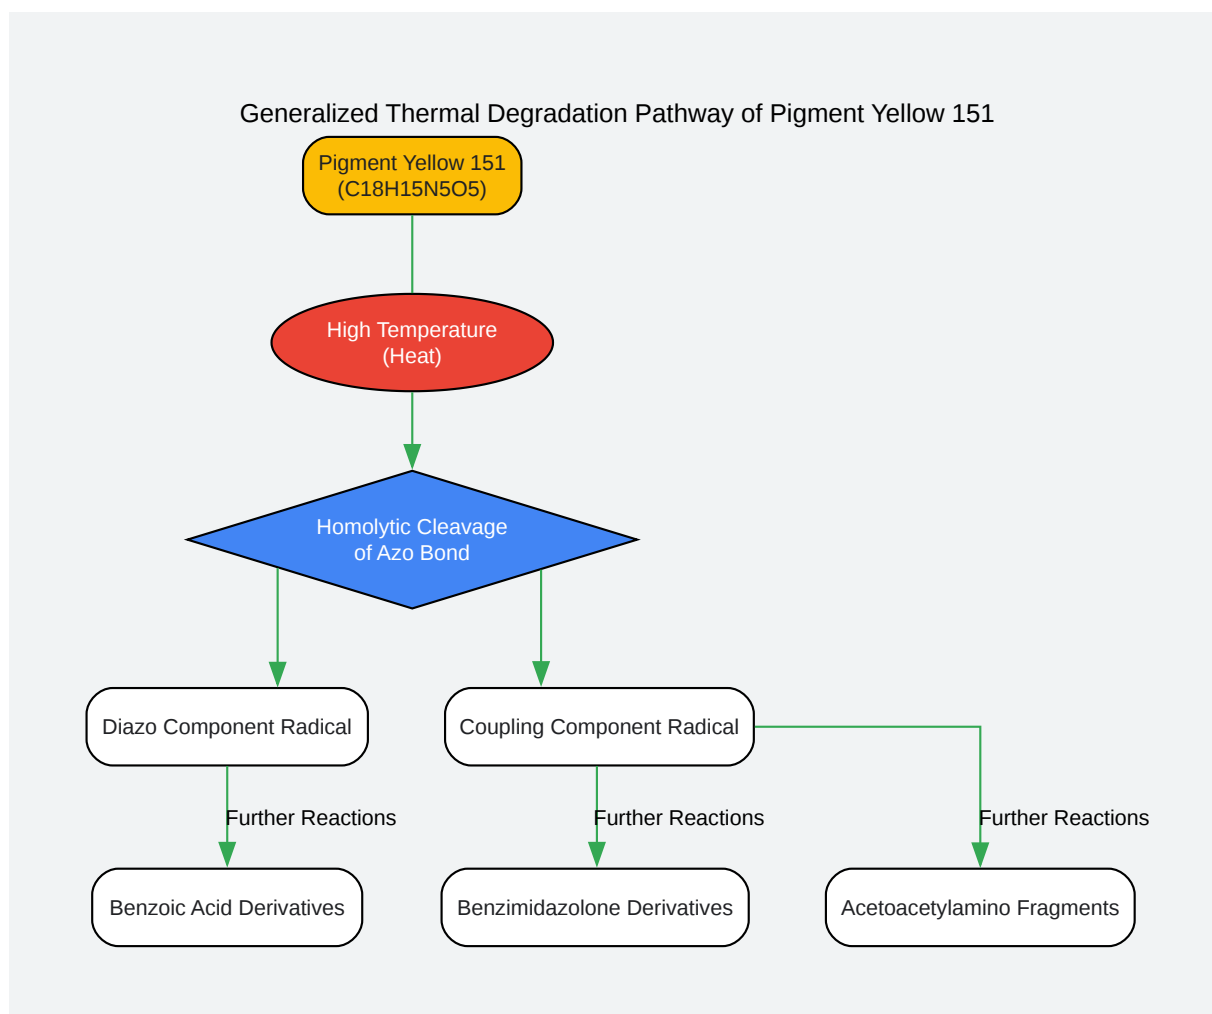 Generalized Thermal Degradation Pathway of Pigment Yellow 151
Pigment Yellow 151
(C18H15N5O5)
High Temperature
(Heat)
Homolytic Cleavage
of Azo Bond
Diazo Component Radical
Coupling Component Radical
Further Reactions
Further Reactions
Further Reactions
Benzoic Acid Derivatives
Benzimidazolone Derivatives
Acetoacetylamino Fragments